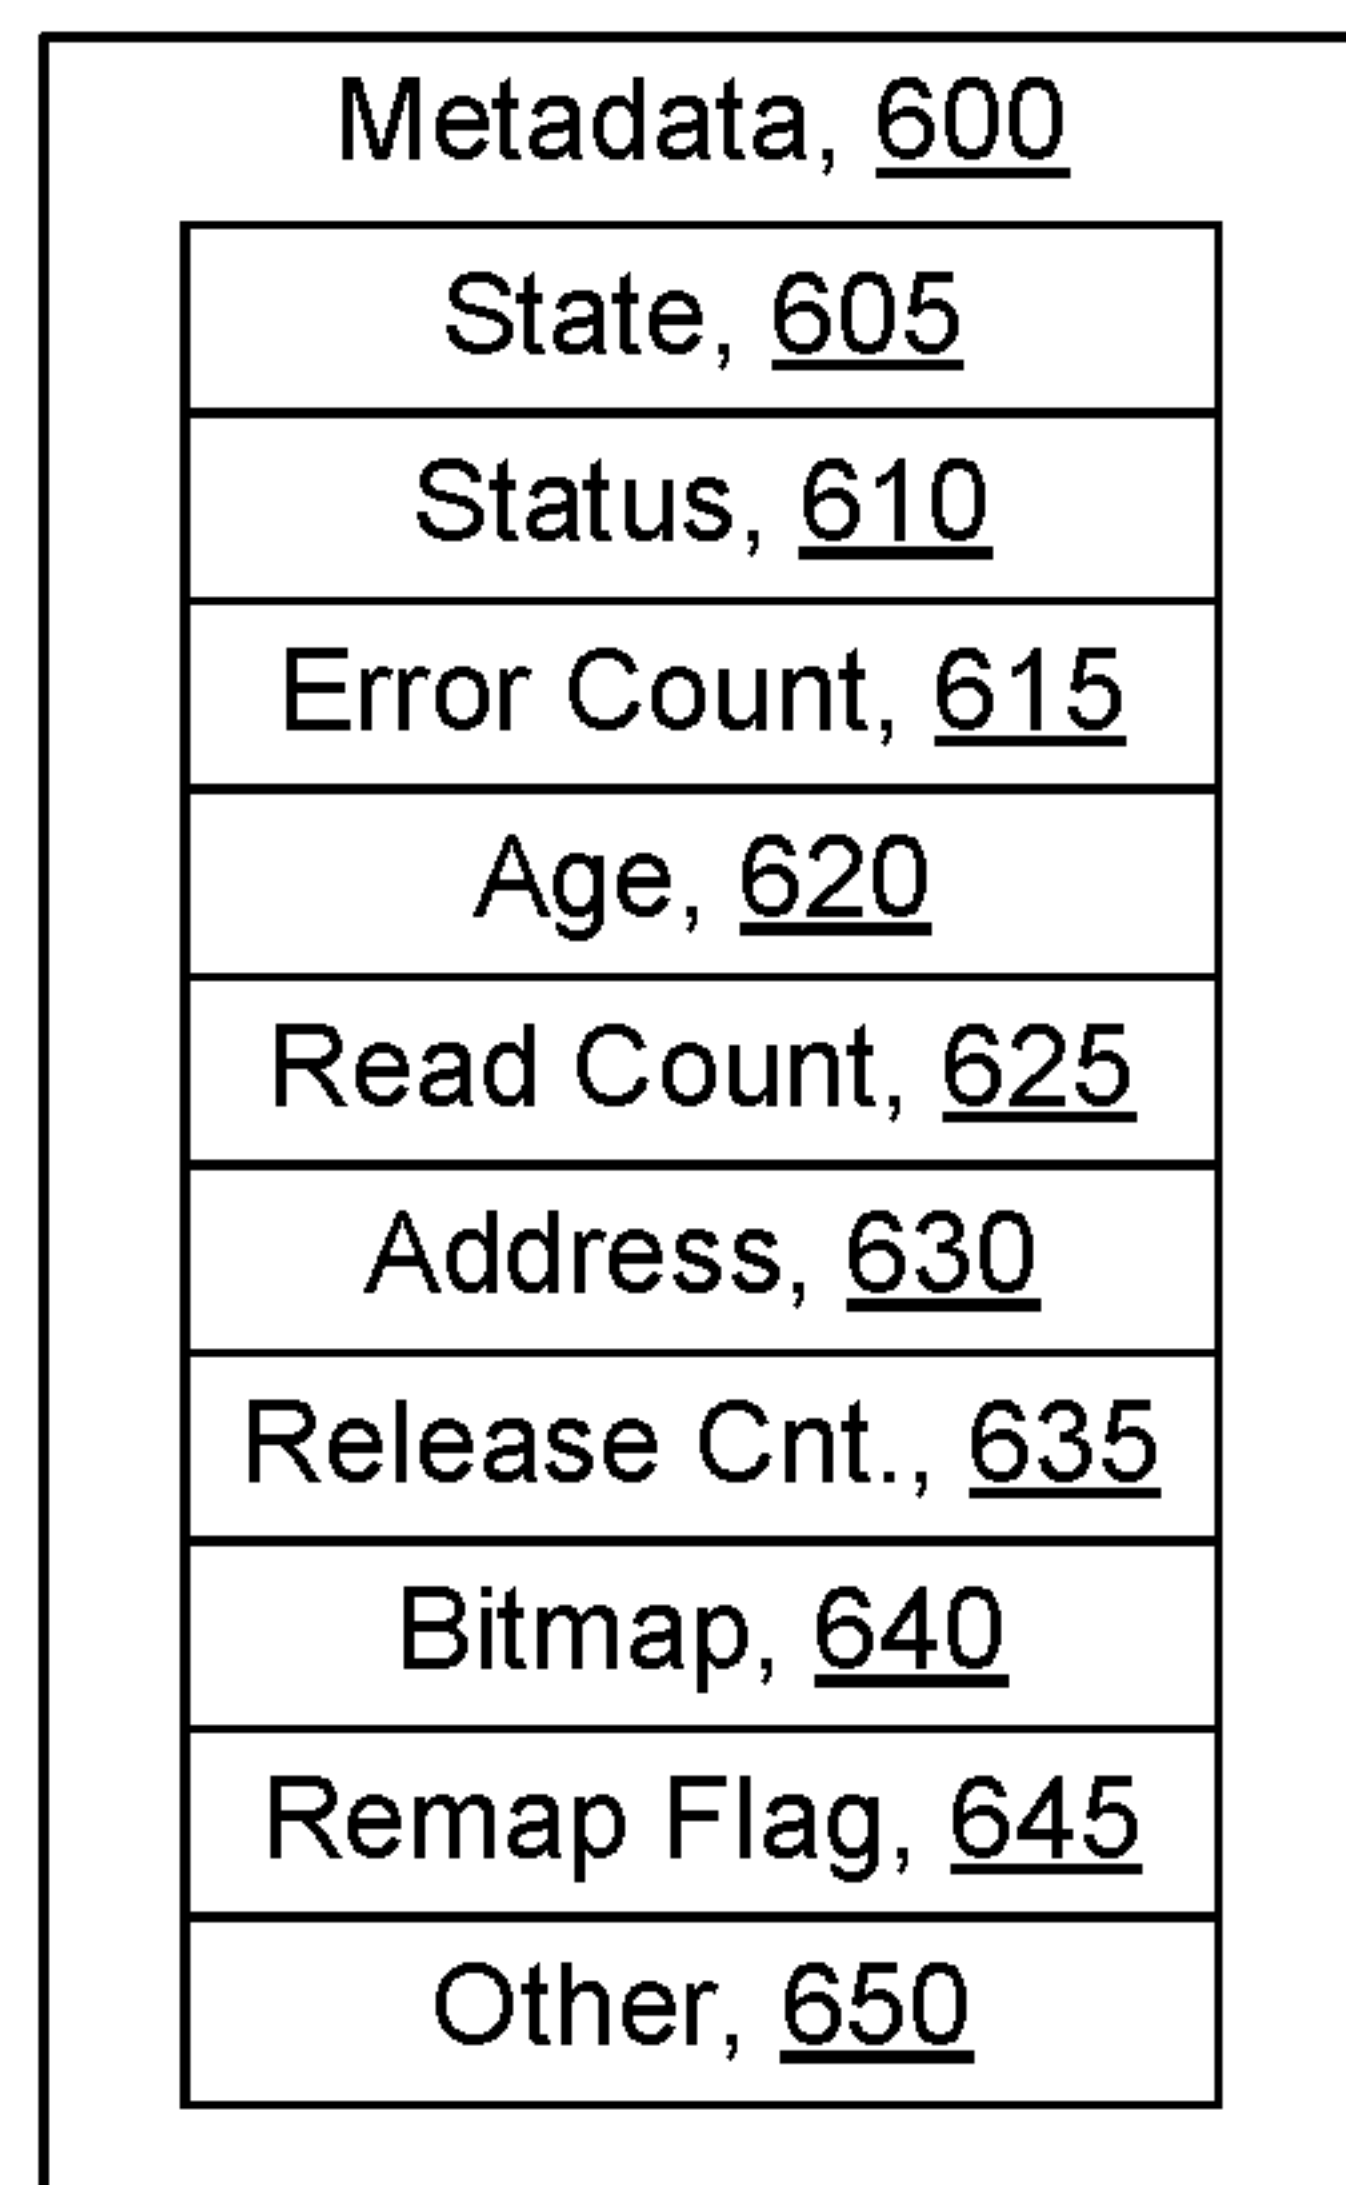 Metadata, 600
State, 605
Status, 610
Error Count, 615
Age, 620
Read Count, 625
Address, 630
Release Cnt., 635
Bitmap, 640
Remap Flag, 645
Other, 650